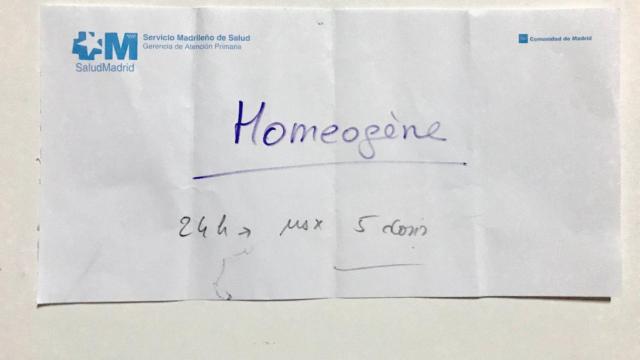 Servicio Madrileño de Salud
Gerencia de Atención Primaria
Comunidad de Madrid
SaludMadrid
Homeogène
24h → max 5 dosis